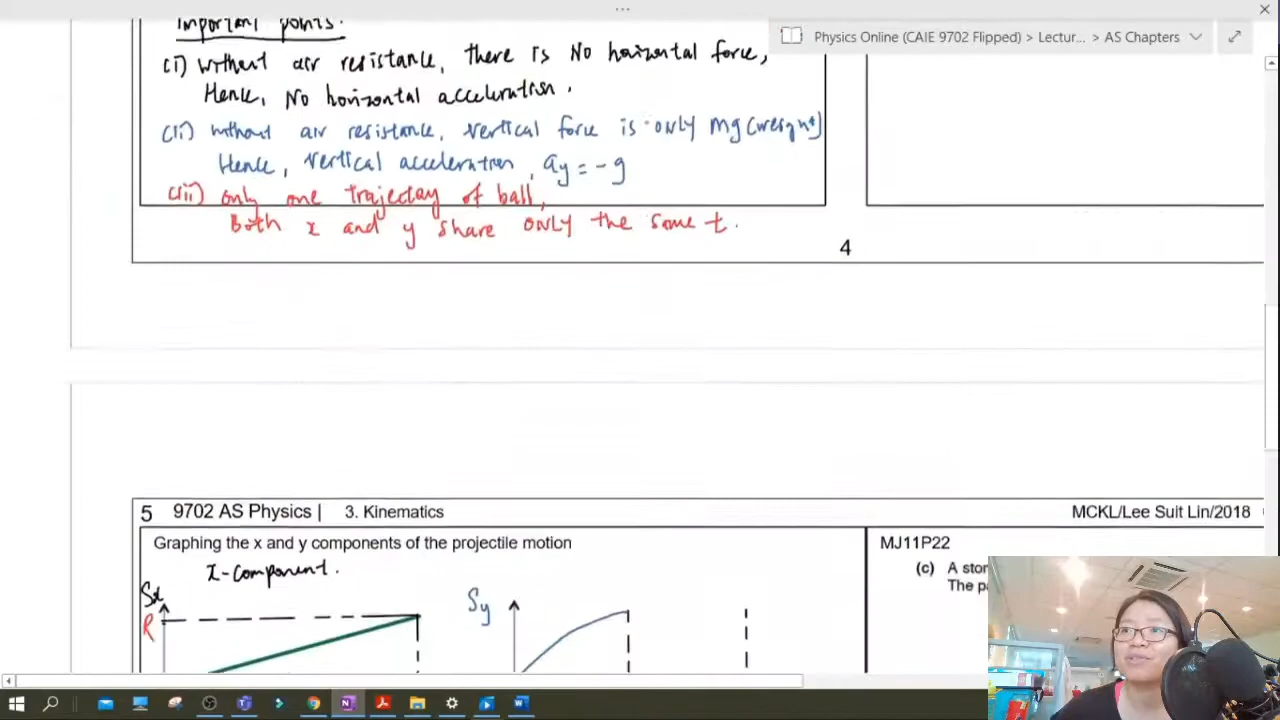 Physics Online (CAIE 9702 Flipped) > Lectur... > AS Chapters
Important points.
(i) without air resistance, there is No horizontal force,
Hence, No horizontal acceleration.
(ii) without air resistance, vertical force is only mg (weight)
Hence, vertical acceleration, ay = -g
(iii) only one trajectory of ball,
Both x and y share ONLY the same t.
4
5 9702 AS Physics | 3. Kinematics
MCKL/Lee Suit Lin/2018
Graphing the x and y components of the projectile motion
x-component.
Sx
R
Sy
MJ11P22
(c) A ston
The pa